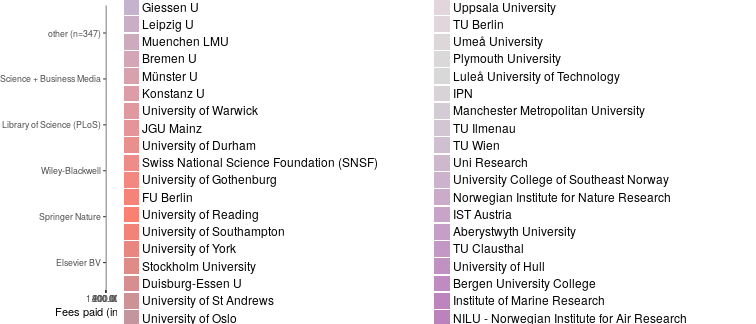 other (n=347)
Science + Business Media
Library of Science (PLoS)
Wiley-Blackwell
Springer Nature
Elsevier BV
Fees paid (in
Giessen U
Leipzig U
Muenchen LMU
Bremen U
Münster U
Konstanz U
University of Warwick
JGU Mainz
University of Durham
Swiss National Science Foundation (SNSF)
University of Gothenburg
FU Berlin
University of Reading
University of Southampton
University of York
Stockholm University
Duisburg-Essen U
University of St Andrews
University of Oslo
Uppsala University
TU Berlin
Umeå University
Plymouth University
Luleå University of Technology
IPN
Manchester Metropolitan University
TU Ilmenau
TU Wien
Uni Research
University College of Southeast Norway
Norwegian Institute for Nature Research
IST Austria
Aberystwyth University
TU Clausthal
University of Hull
Bergen University College
Institute of Marine Research
NILU - Norwegian Institute for Air Research